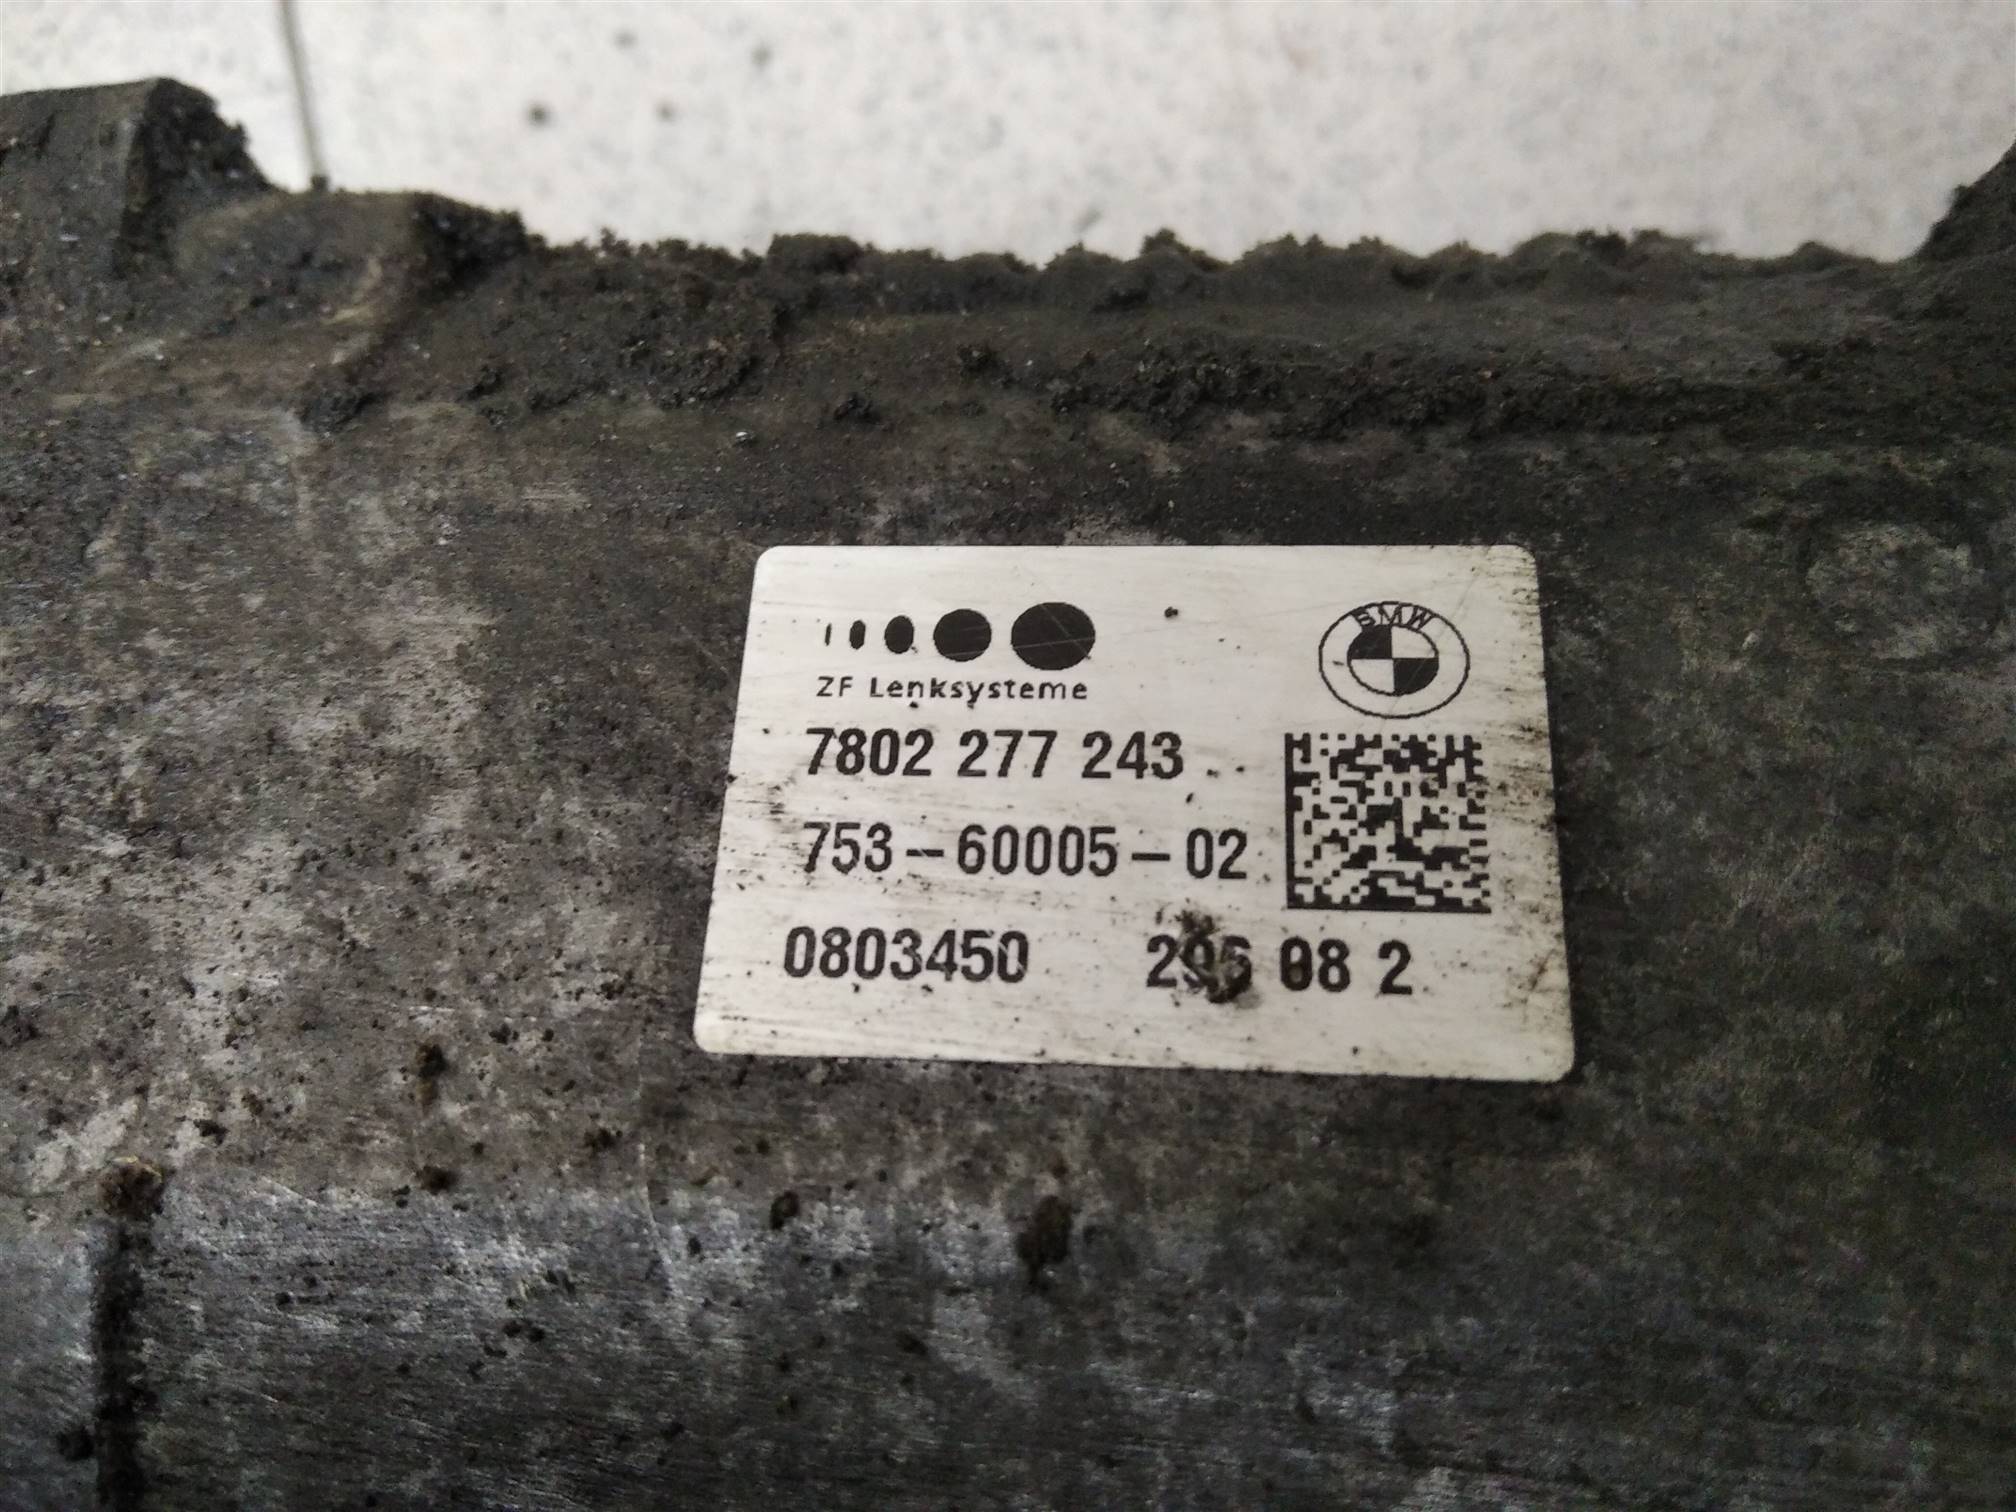 BMW
ZF Lenksysteme
7802 277 243
753-60005-02
0803450 08 2